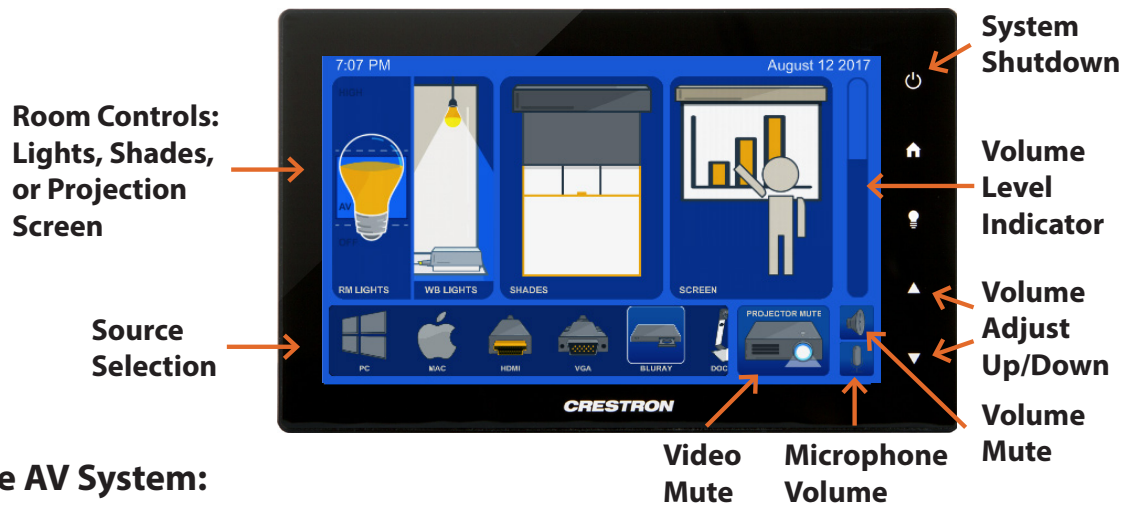 System
Shutdown
7:07 PM
August 12 2017
Room Controls:
Lights, Shades,
or Projection
Screen
HIGH
AV
OFF
Volume
Level
Indicator
RM LIGHTS
WB LIGHTS
SHADES
SCREEN
Volume
Adjust
Up/Down
Source
Selection
PROJECTOR MUTE
PC
MAC
HDMI
VGA
BLURAY
DOC
CRESTRON
Volume
Mute
Video
Mute
Microphone
Volume
e AV System: